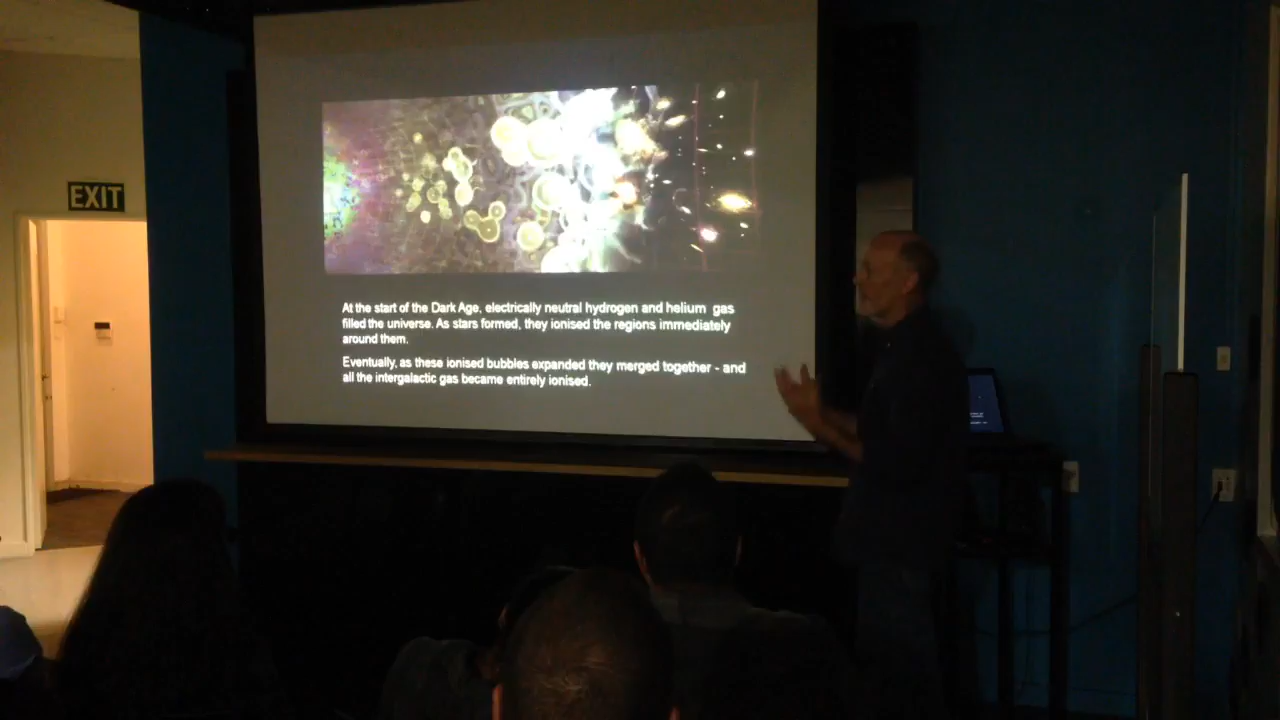 EXIT
At the start of the Dark Age, electrically neutral hydrogen and helium gas
filled the universe. As stars formed, they ionised the regions immediately
around them.
Eventually, as these ionised bubbles expanded they merged together - and
all the intergalactic gas became entirely ionised.